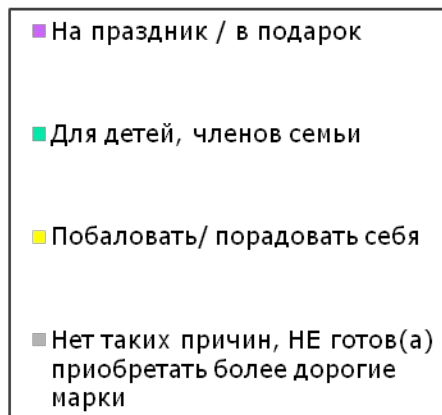 На праздник / в подарок
Для детей, членов семьи
Побаловать/ порадовать себя
Нет таких причин, НЕ готов(а)
приобретать более дорогие
марки